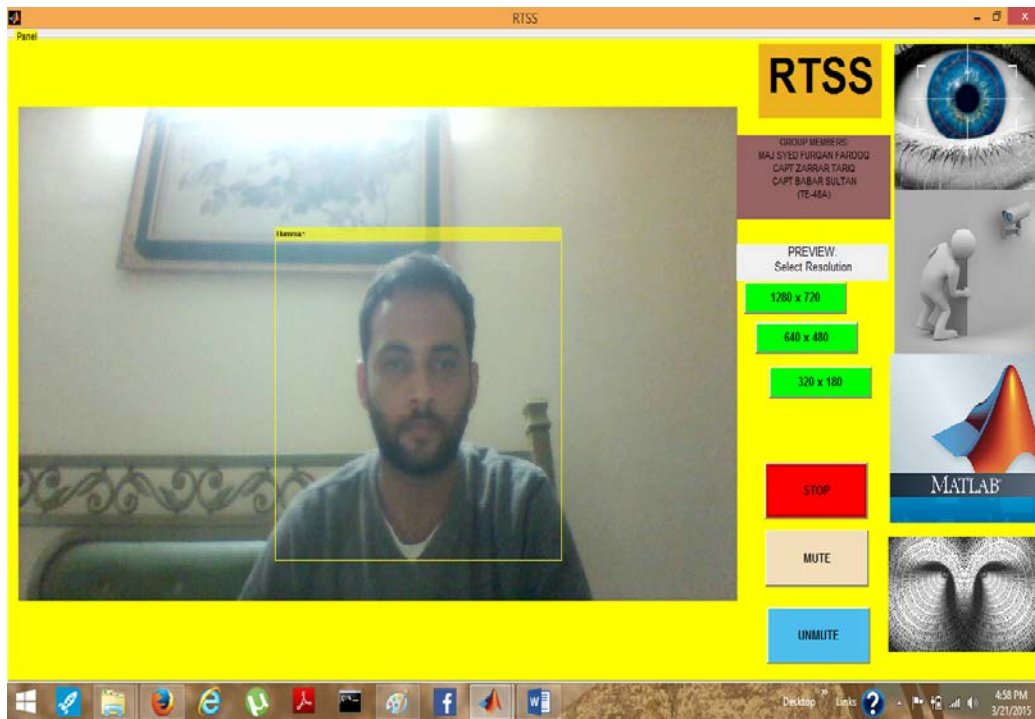 RTSS
Panel
RTSS
GROUP MEMBERS:
MAJ SYED FURQAN FAROOQ
CAPT ZARRAR TARIQ
CAPT BABAR SULTAN
(TE-48A)
PREVIEW:
Select Resolution
1280 x 720
640 x 480
320 x 180
STOP
MUTE
UNMUTE
MATLAB
Human
Desktop
Links
4:58 PM
3/21/2015